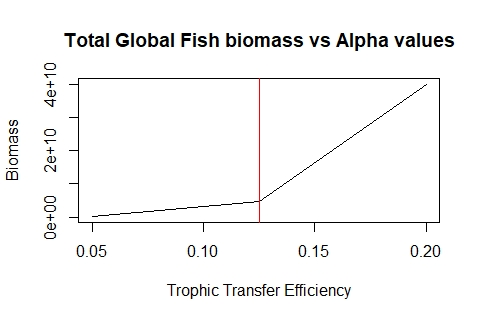 Total Global Fish biomass vs Alpha values
Biomass
4e+10
2e+10
0e+00
0.05 0.10 0.15 0.20
Trophic Transfer Efficiency